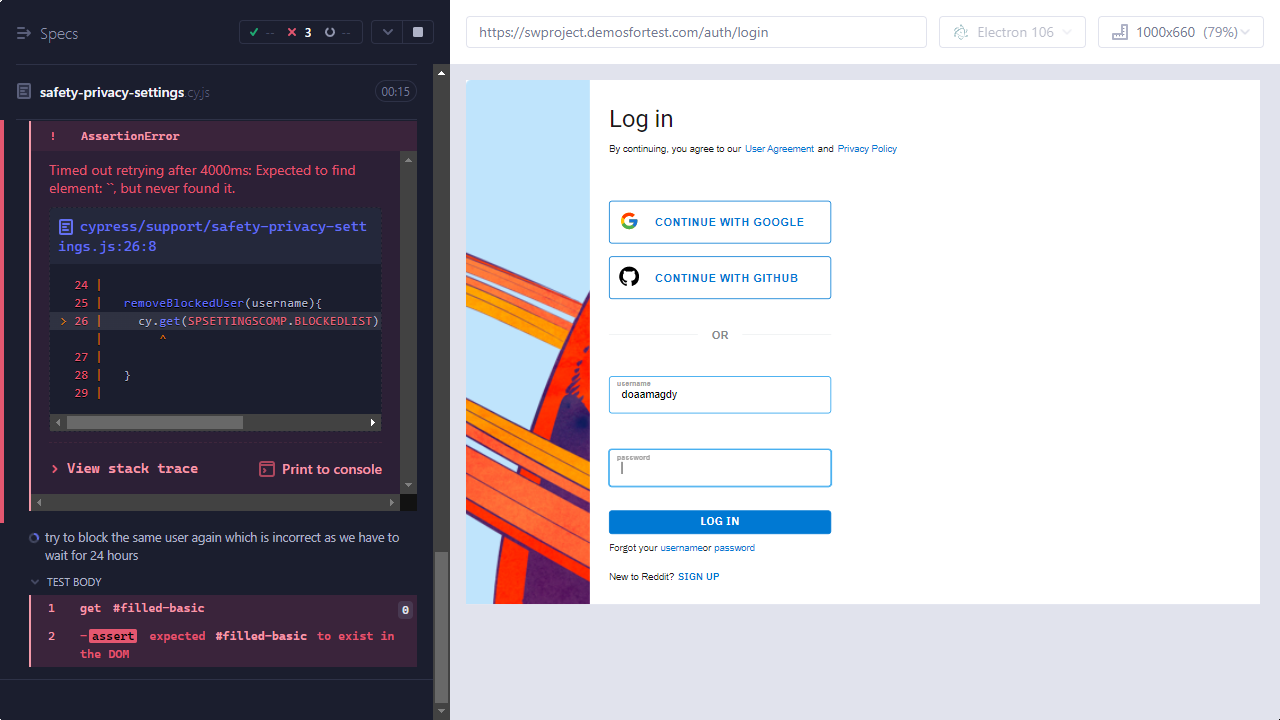 Specs
-- 3 --
safety-privacy-settings.cy.js
00:15
! AssertionError
Timed out retrying after 4000ms: Expected to find
element: ``, but never found it.
cypress/support/safety-privacy-sett
ings.js:26:8
24 |
25 | removeBlockedUser(username){
> 26 | cy.get(SPSETTINGSCOMP.BLOCKEDLIST)
| ^
27 |
28 | }
29 |
> View stack trace
Print to console
try to block the same user again which is incorrect as we have to
wait for 24 hours
TEST BODY
1 get #filled-basic 0
2 -assert expected #filled-basic to exist in
the DOM
https://swproject.demosfortest.com/auth/login
Electron 106
1000x660 (79%)
Log in
By continuing, you agree to our User Agreement and Privacy Policy
CONTINUE WITH GOOGLE
CONTINUE WITH GITHUB
OR
username
doaamagdy
password
LOG IN
Forgot your usernameor password
New to Reddit? SIGN UP